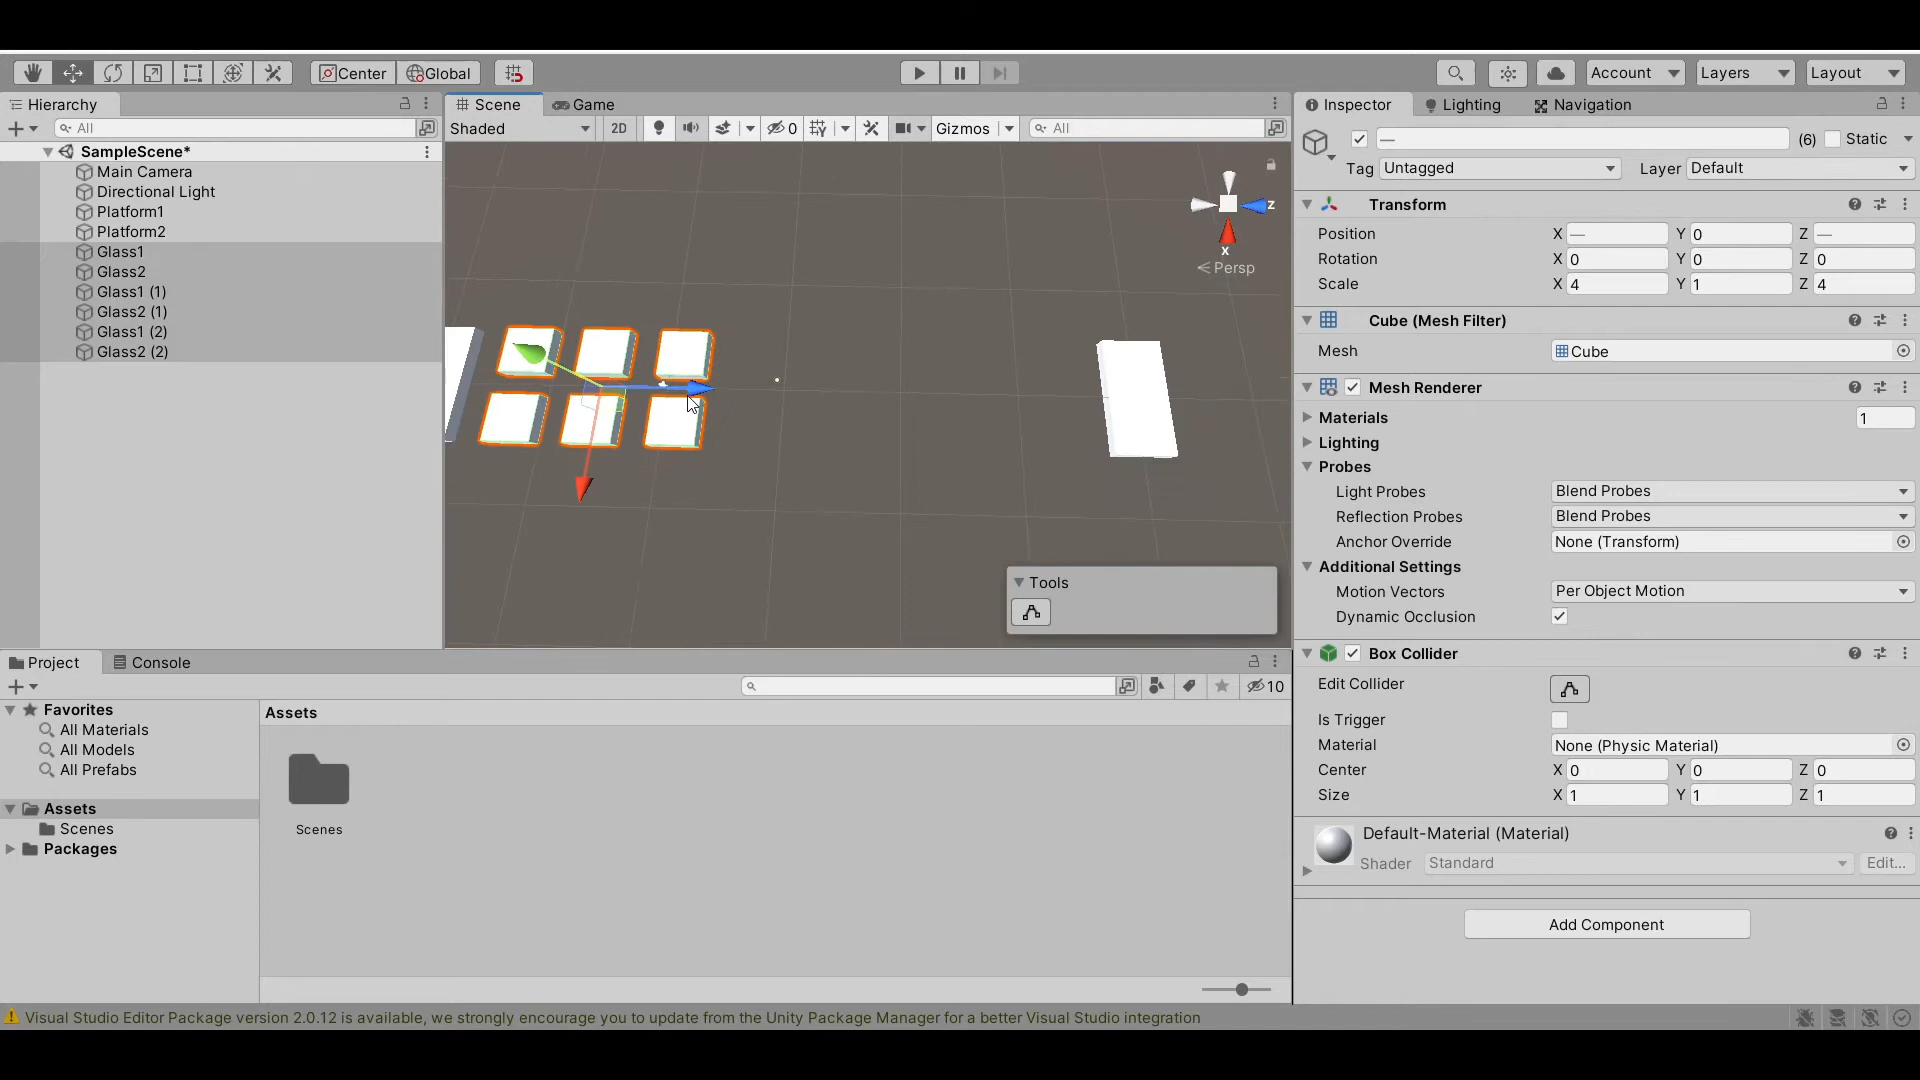 Center Global Account Layers Layout
Hierarchy
All
SampleScene*
Main Camera
Directional Light
Platform1
Platform2
Glass1
Glass2
Glass1 (1)
Glass2 (1)
Glass1 (2)
Glass2 (2)
Scene Game
Shaded 2D 0 Gizmos All
z
x
Persp
Tools
Inspector Lighting Navigation
— (6) Static
Tag Untagged Layer Default
Transform
Position X — Y 0 Z —
Rotation X 0 Y 0 Z 0
Scale X 4 Y 1 Z 4
Cube (Mesh Filter)
Mesh Cube
Mesh Renderer
Materials 1
Lighting
Probes
Light Probes Blend Probes
Reflection Probes Blend Probes
Anchor Override None (Transform)
Additional Settings
Motion Vectors Per Object Motion
Dynamic Occlusion
Box Collider
Edit Collider
Is Trigger
Material None (Physic Material)
Center X 0 Y 0 Z 0
Size X 1 Y 1 Z 1
Default-Material (Material)
Shader Standard Edit...
Add Component
Project Console
10
Favorites
All Materials
All Models
All Prefabs
Assets
Scenes
Packages
Assets
Scenes
Visual Studio Editor Package version 2.0.12 is available, we strongly encourage you to update from the Unity Package Manager for a better Visual Studio integration